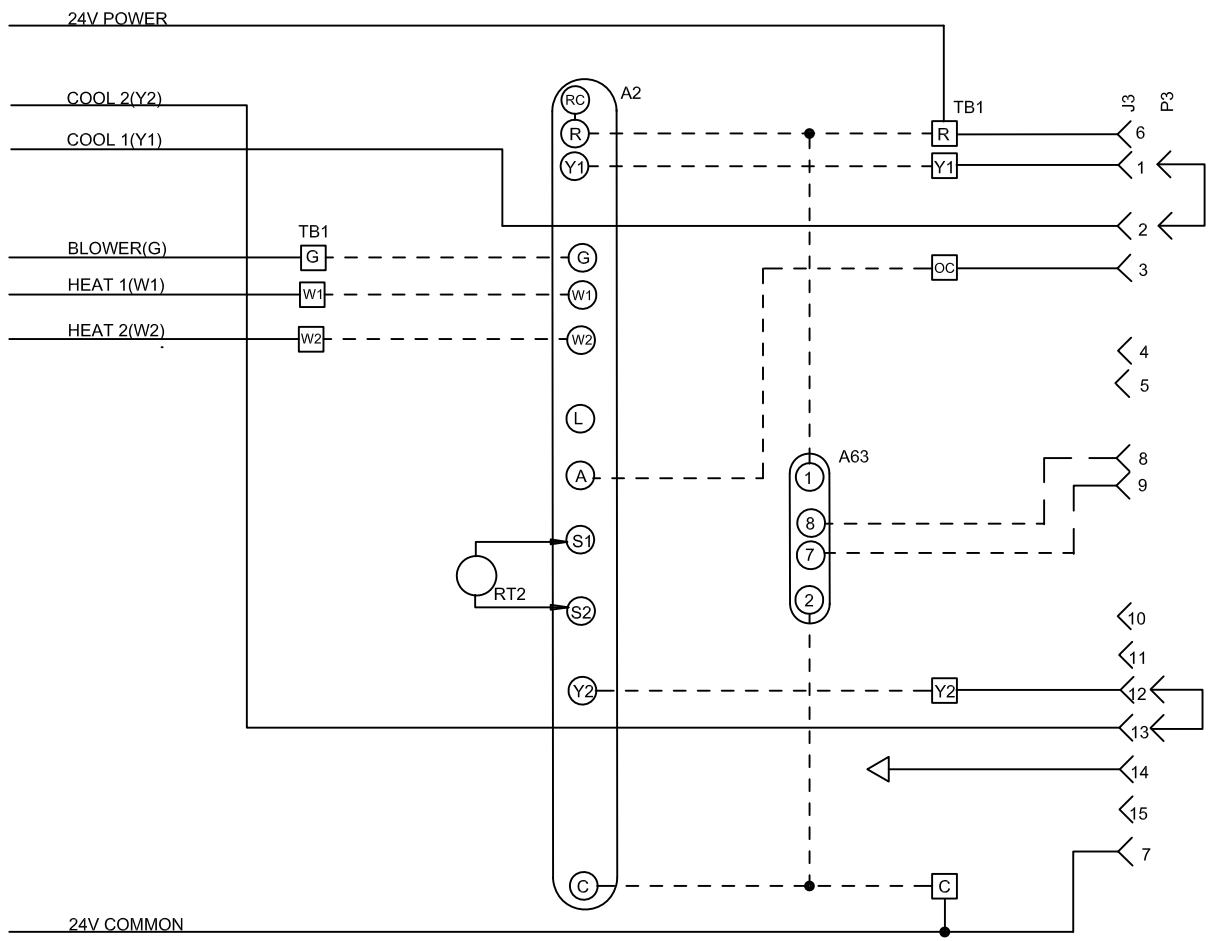 24V POWER
COOL 2(Y2)
COOL 1(Y1)
BLOWER(G)
HEAT 1(W1)
HEAT 2(W2)
24V COMMON
TB1
G
W1
W2
A2
RC
R
Y1
G
W1
W2
L
A
S1
S2
Y2
C
RT2
A63
1
8
7
2
TB1
R
Y1
OC
Y2
C
J3
P3
6
1
2
3
4
5
8
9
10
11
12
13
14
15
7